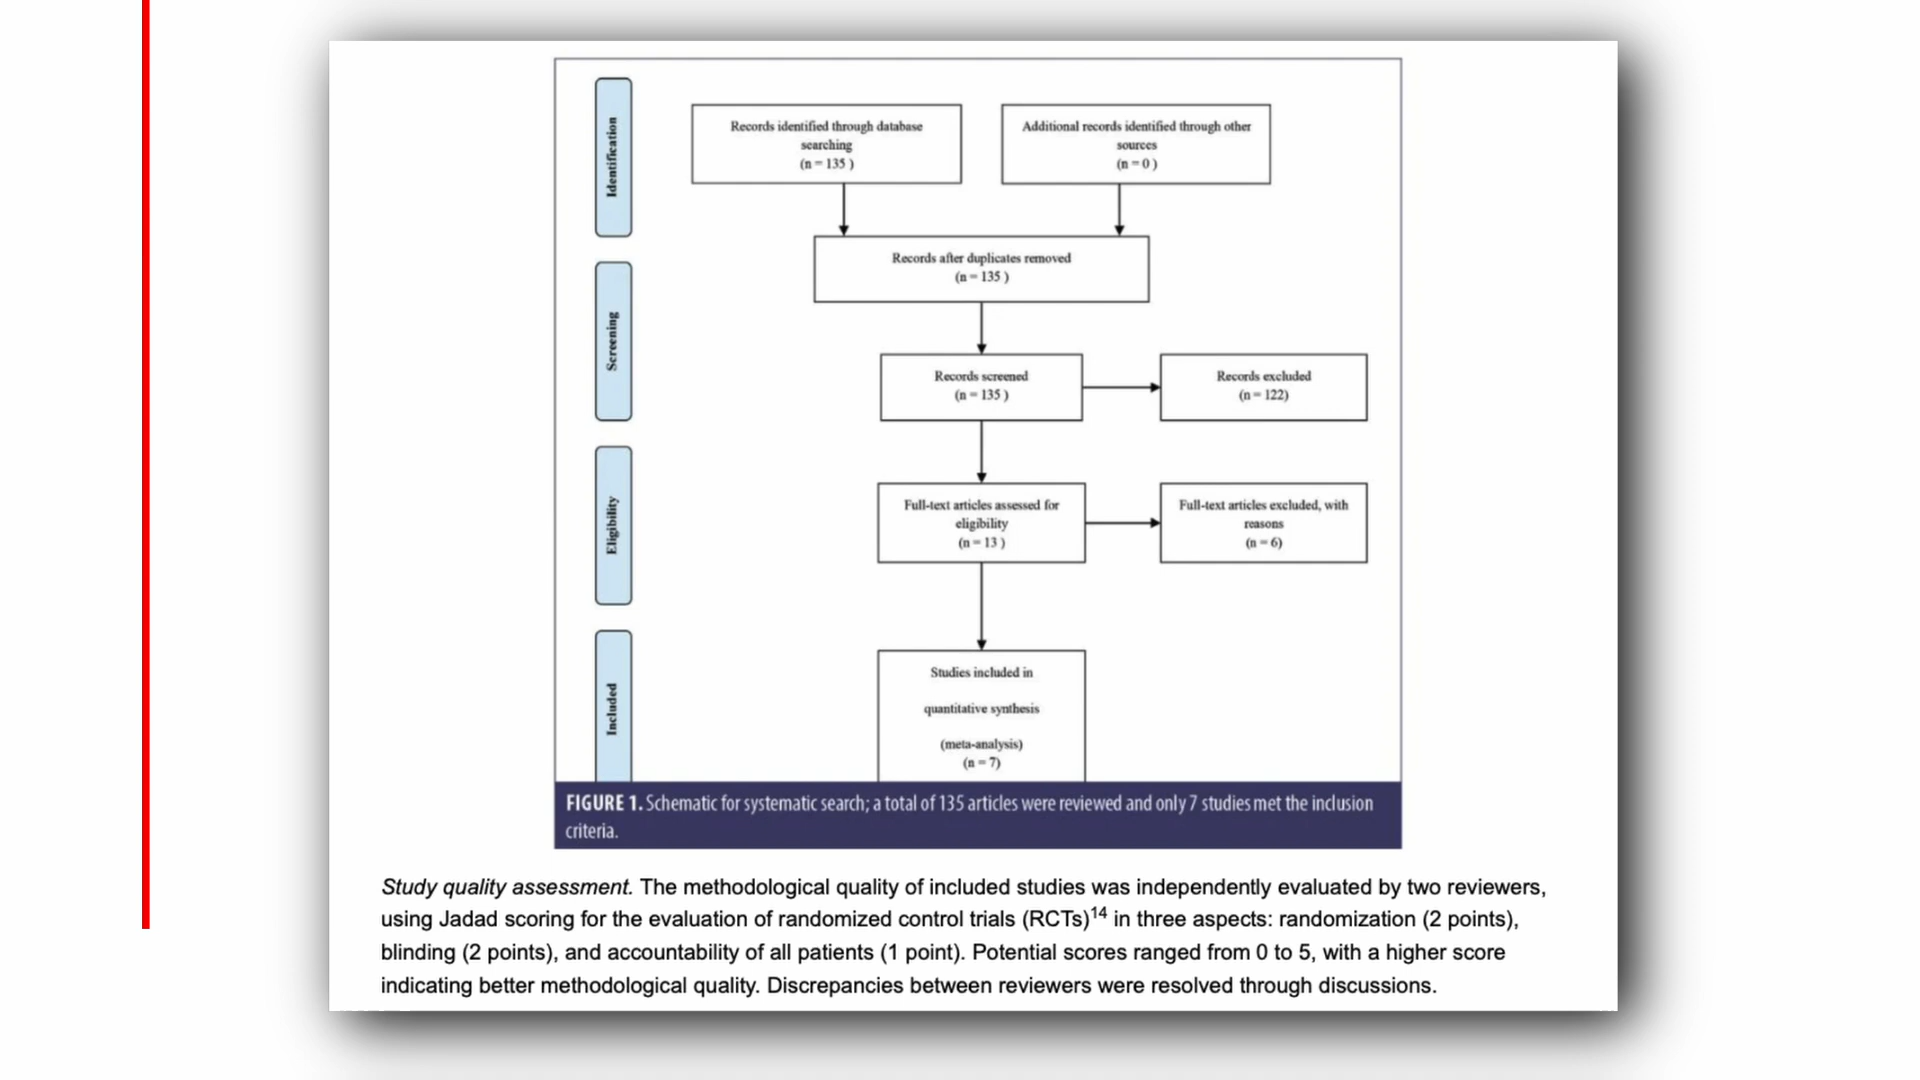 Identification
Records identified through database
searching
(n = 135 )
Additional records identified through other
sources
(n = 0 )
Records after duplicates removed
(n = 135 )
Screening
Records screened
(n = 135 )
Records excluded
(n = 122)
Eligibility
Full-text articles assessed for
eligibility
(n = 13 )
Full-text articles excluded, with
reasons
(n = 6)
Included
Studies included in
quantitative synthesis
(meta-analysis)
(n = 7)
FIGURE 1. Schematic for systematic search; a total of 135 articles were reviewed and only 7 studies met the inclusion
criteria.
Study quality assessment. The methodological quality of included studies was independently evaluated by two reviewers,
using Jadad scoring for the evaluation of randomized control trials (RCTs)14 in three aspects: randomization (2 points),
blinding (2 points), and accountability of all patients (1 point). Potential scores ranged from 0 to 5, with a higher score
indicating better methodological quality. Discrepancies between reviewers were resolved through discussions.